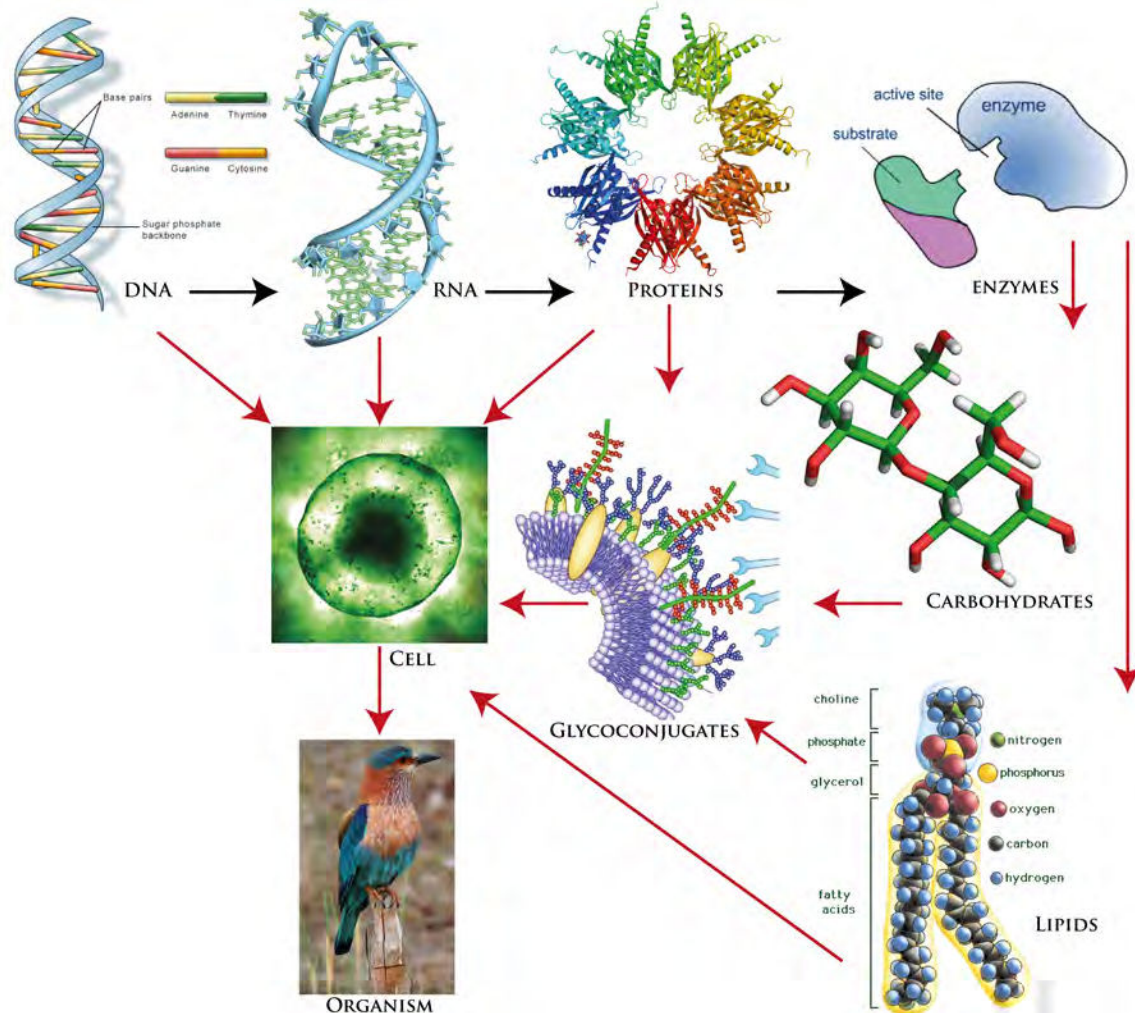 Base pairs
Adenine Thymine
Guanine Cytosine
Sugar phosphate
backbone
DNA
RNA
PROTEINS
active site
enzyme
substrate
ENZYMES
CARBOHYDRATES
CELL
GLYCOCONJUGATES
ORGANISM
choline
phosphate
glycerol
fatty
acids
nitrogen
phosphorus
oxygen
carbon
hydrogen
LIPIDS